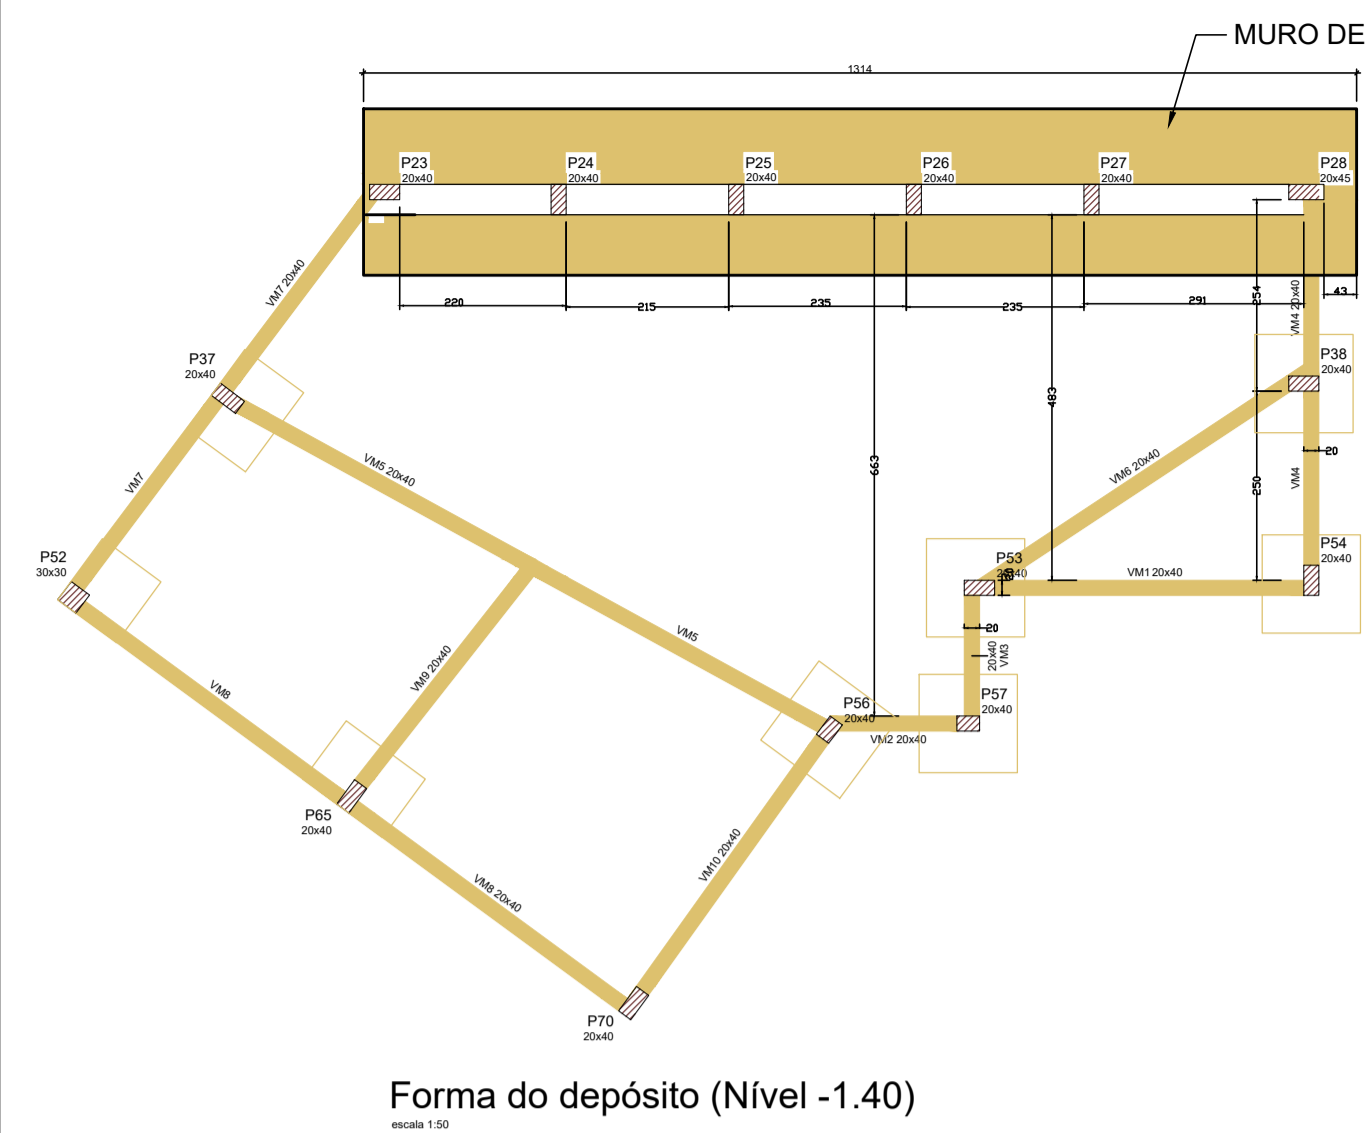 MURO DE
1314
P23
20x40
P24
20x40
P25
20x40
P26
20x40
P27
20x40
P28
20x45
VM7 20x40
220
215
235
235
291
254
VM4 20x40
43
P37
20x40
P38
20x40
483
VM5 20x40
663
VM6 20x40
20
250
VM4
VM7
P52
30x30
P53
P54
20x40
VM1 20x40
20
20x40
VM3
VM5
VM9 20x40
VM8
P56
20x40
P57
20x40
VM2 20x40
P65
20x40
VM10 20x40
VM8 20x40
P70
20x40
Forma do depósito (Nível -1.40)
escala 1:50